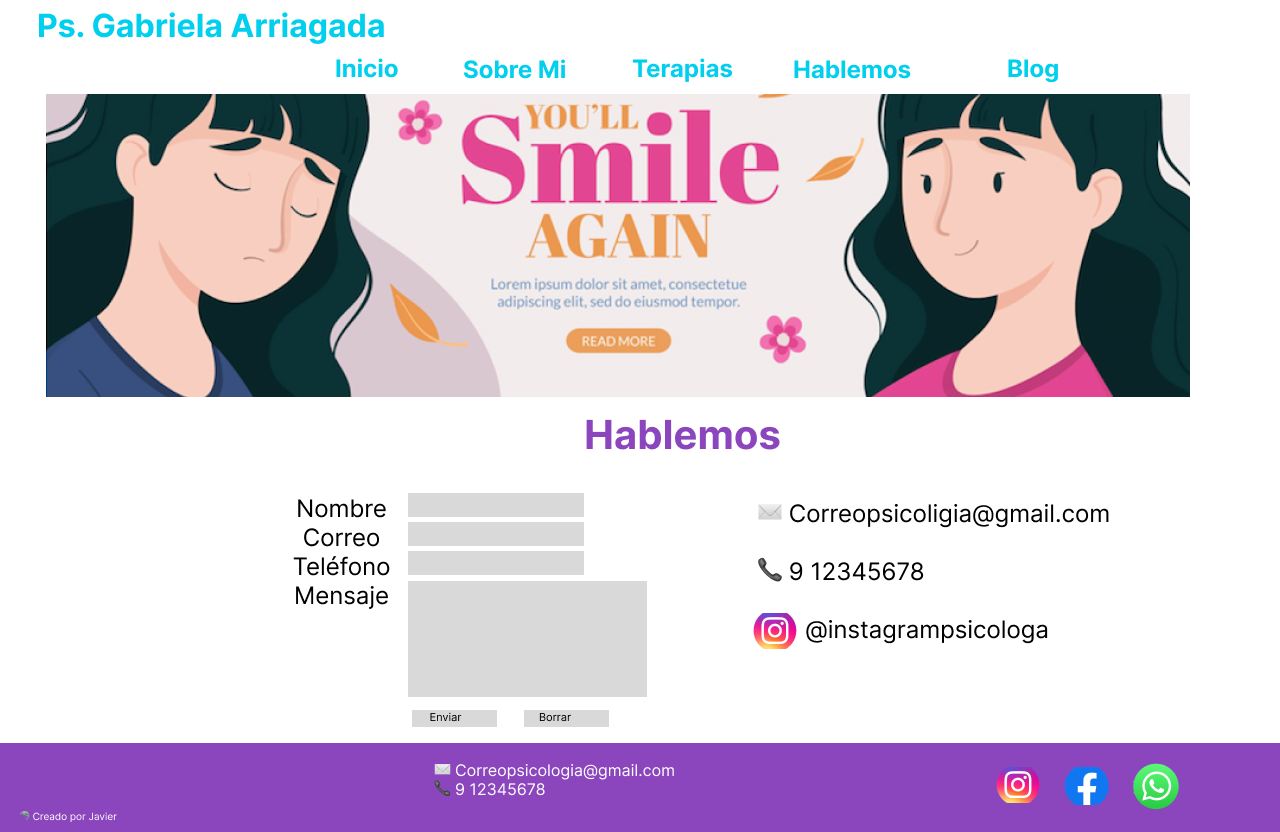 Ps. Gabriela Arriagada
Inicio Sobre Mi Terapias Hablemos Blog
YOU'LL
Smile
AGAIN
Lorem ipsum dolor sit amet, consectetue
adipiscing elit, sed do eiusmod tempor.
READ MORE
Hablemos
Nombre
Correo
Teléfono
Mensaje
Enviar Borrar
Correopsicoligia@gmail.com
9 12345678
@instagrampsicologa
Correopsicologia@gmail.com
9 12345678
Creado por Javier